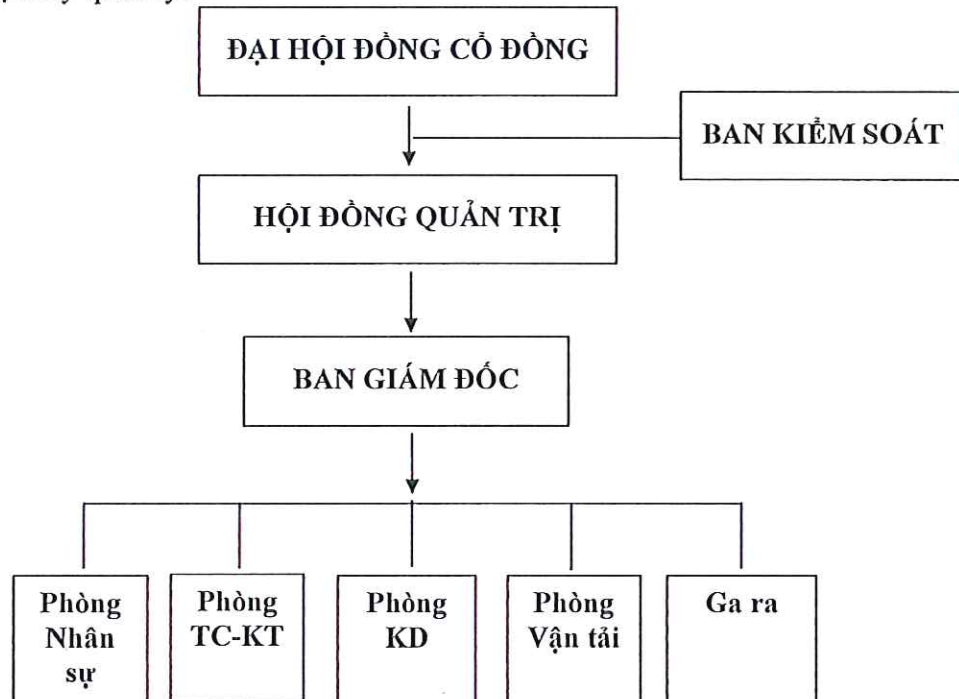 ĐẠI HỘI ĐỒNG CỔ ĐÔNG
BAN KIỂM SOÁT
HỘI ĐỒNG QUẢN TRỊ
BAN GIÁM ĐỐC
Phòng
Nhân
sự
Phòng
TC-KT
Phòng
KD
Phòng
Vận tải
Ga ra